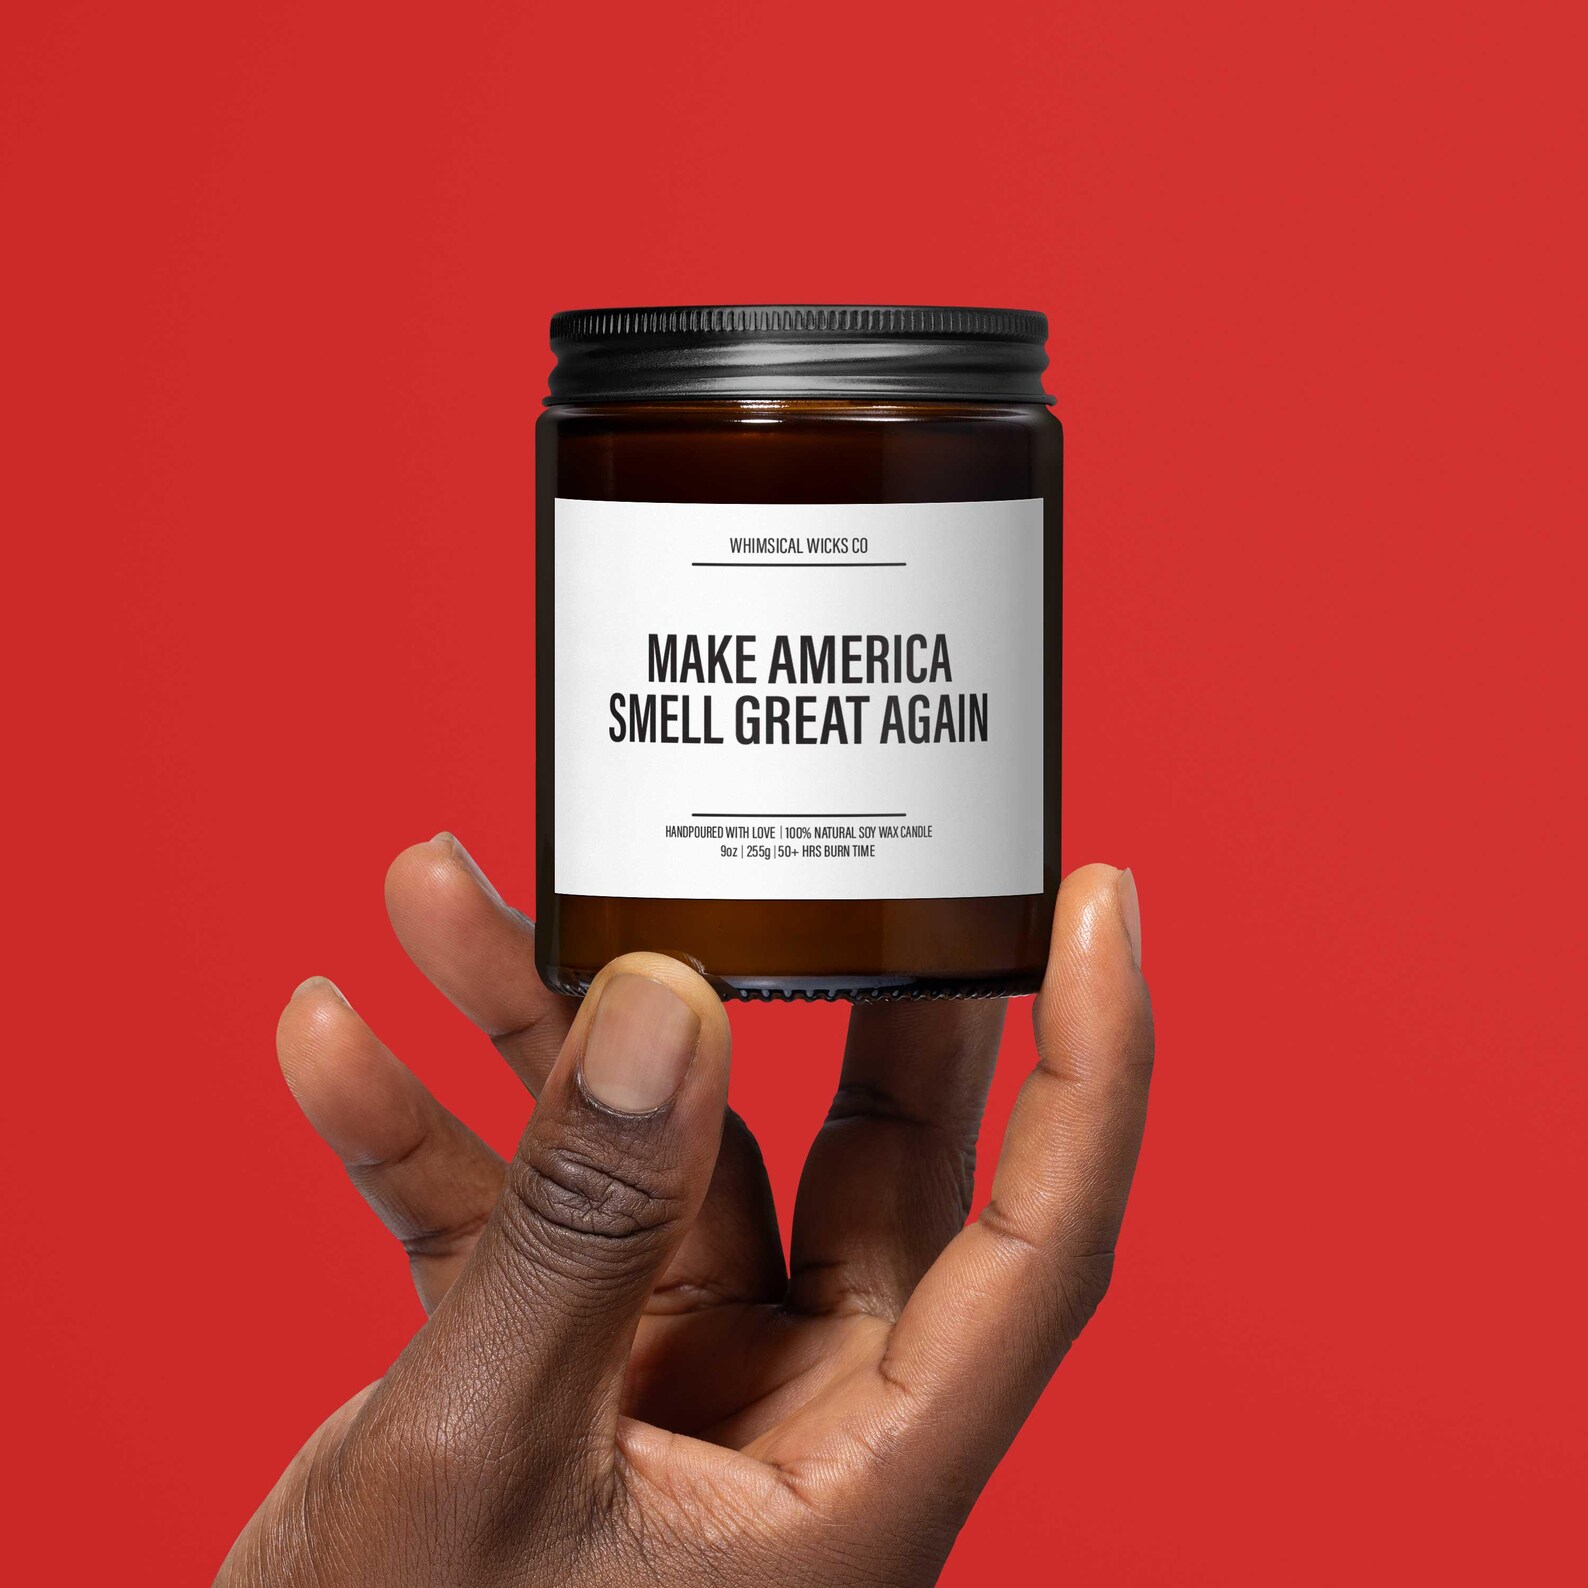 WHIMSICAL WICKS CO
MAKE AMERICA
SMELL GREAT AGAIN
HANDPOURED WITH LOVE | 100% NATURAL SOY WAX CANDLE
9oz | 255g | 50+ HRS BURN TIME